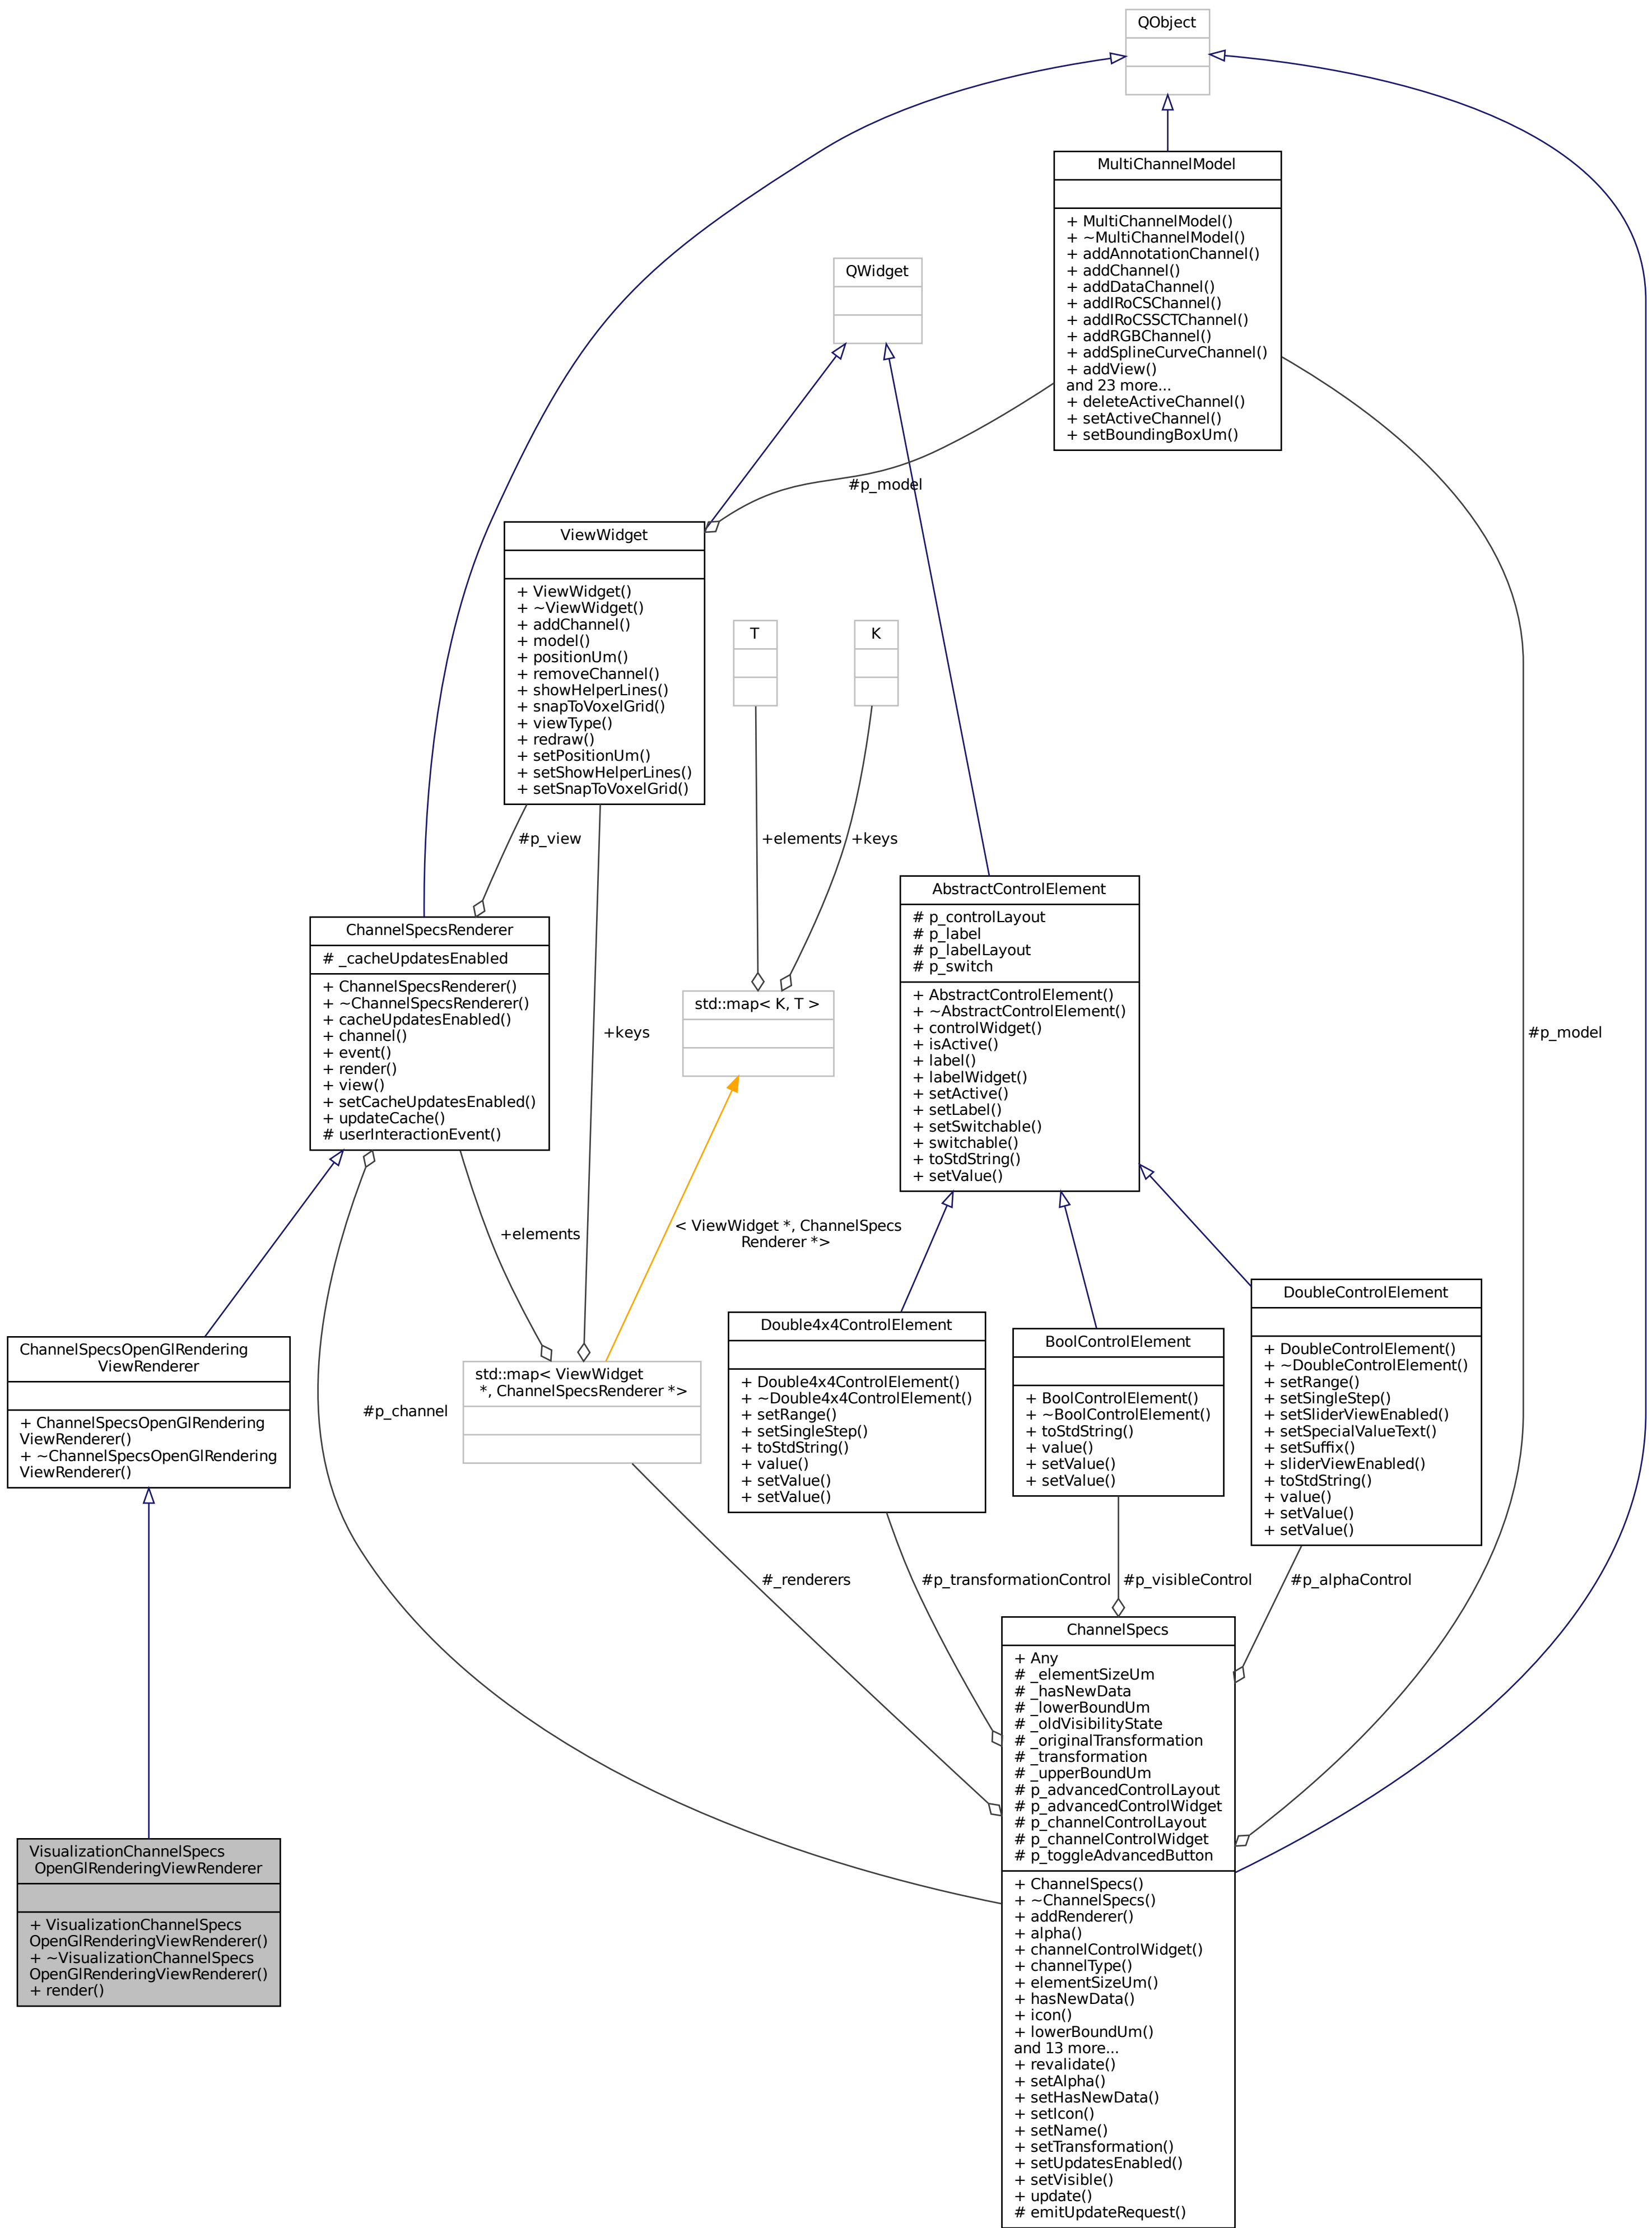 QObject
MultiChannelModel
+ MultiChannelModel()
+ ~MultiChannelModel()
+ addAnnotationChannel()
+ addChannel()
+ addDataChannel()
+ addIRoCSChannel()
+ addIRoCSSCTChannel()
+ addRGBChannel()
+ addSplineCurveChannel()
+ addView()
and 23 more...
+ deleteActiveChannel()
+ setActiveChannel()
+ setBoundingBoxUm()
QWidget
#p_model
ViewWidget
+ ViewWidget()
+ ~ViewWidget()
+ addChannel()
+ model()
+ positionUm()
+ removeChannel()
+ showHelperLines()
+ snapToVoxelGrid()
+ viewType()
+ redraw()
+ setPositionUm()
+ setShowHelperLines()
+ setSnapToVoxelGrid()
T
K
#p_view
+elements
+keys
AbstractControlElement
# p_controlLayout
# p_label
# p_labelLayout
# p_switch
+ AbstractControlElement()
+ ~AbstractControlElement()
+ controlWidget()
+ isActive()
+ label()
+ labelWidget()
+ setActive()
+ setLabel()
+ setSwitchable()
+ switchable()
+ toStdString()
+ setValue()
ChannelSpecsRenderer
# _cacheUpdatesEnabled
+ ChannelSpecsRenderer()
+ ~ChannelSpecsRenderer()
+ cacheUpdatesEnabled()
+ channel()
+ event()
+ render()
+ view()
+ setCacheUpdatesEnabled()
+ updateCache()
# userInteractionEvent()
+keys
std::map< K, T >
#p_model
+elements
< ViewWidget *, ChannelSpecs
Renderer *>
ChannelSpecsOpenGlRendering
ViewRenderer
+ ChannelSpecsOpenGlRendering
ViewRenderer()
+ ~ChannelSpecsOpenGlRendering
ViewRenderer()
#p_channel
std::map< ViewWidget
*, ChannelSpecsRenderer *>
Double4x4ControlElement
+ Double4x4ControlElement()
+ ~Double4x4ControlElement()
+ setRange()
+ setSingleStep()
+ toStdString()
+ value()
+ setValue()
+ setValue()
BoolControlElement
+ BoolControlElement()
+ ~BoolControlElement()
+ toStdString()
+ value()
+ setValue()
+ setValue()
DoubleControlElement
+ DoubleControlElement()
+ ~DoubleControlElement()
+ setRange()
+ setSingleStep()
+ setSliderViewEnabled()
+ setSpecialValueText()
+ setSuffix()
+ sliderViewEnabled()
+ toStdString()
+ value()
+ setValue()
+ setValue()
#_renderers
#p_transformationControl
#p_visibleControl
#p_alphaControl
ChannelSpecs
+ Any
# _elementSizeUm
# _hasNewData
# _lowerBoundUm
# _oldVisibilityState
# _originalTransformation
# _transformation
# _upperBoundUm
# p_advancedControlLayout
# p_advancedControlWidget
# p_channelControlLayout
# p_channelControlWidget
# p_toggleAdvancedButton
+ ChannelSpecs()
+ ~ChannelSpecs()
+ addRenderer()
+ alpha()
+ channelControlWidget()
+ channelType()
+ elementSizeUm()
+ hasNewData()
+ icon()
+ lowerBoundUm()
and 13 more...
+ revalidate()
+ setAlpha()
+ setHasNewData()
+ setIcon()
+ setName()
+ setTransformation()
+ setUpdatesEnabled()
+ setVisible()
+ update()
# emitUpdateRequest()
VisualizationChannelSpecs
OpenGlRenderingViewRenderer
+ VisualizationChannelSpecs
OpenGlRenderingViewRenderer()
+ ~VisualizationChannelSpecs
OpenGlRenderingViewRenderer()
+ render()